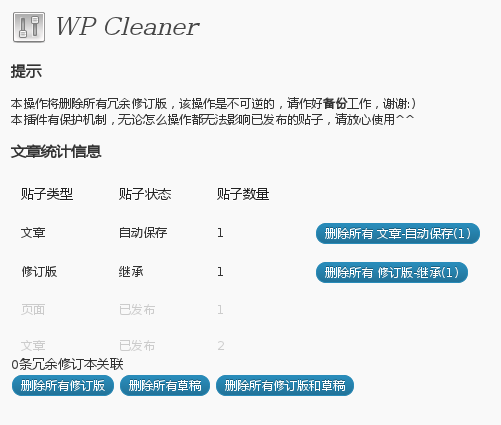 WP Cleaner
提示
本操作将删除所有冗余修订版，该操作是不可逆的，请作好备份工作，谢谢:)
本插件有保护机制，无论怎么操作都无法影响已发布的贴子，请放心使用^^
文章统计信息
贴子类型 贴子状态 贴子数量
文章 自动保存 1 删除所有 文章-自动保存(1)
修订版 继承 1 删除所有 修订版-继承(1)
页面 已发布 1
文章 已发布 2
0条冗余修订本关联
删除所有修订版 删除所有草稿 删除所有修订版和草稿